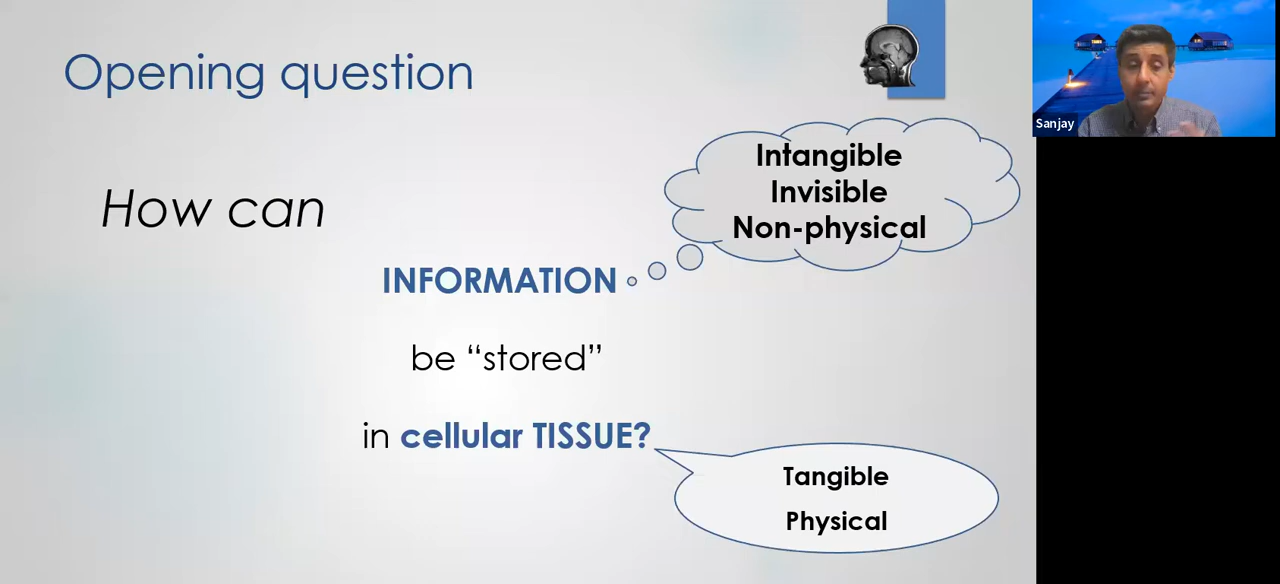 Opening question
Sanjay
Intangible
Invisible
Non-physical
How can
INFORMATION
be “stored”
in cellular TISSUE?
Tangible
Physical